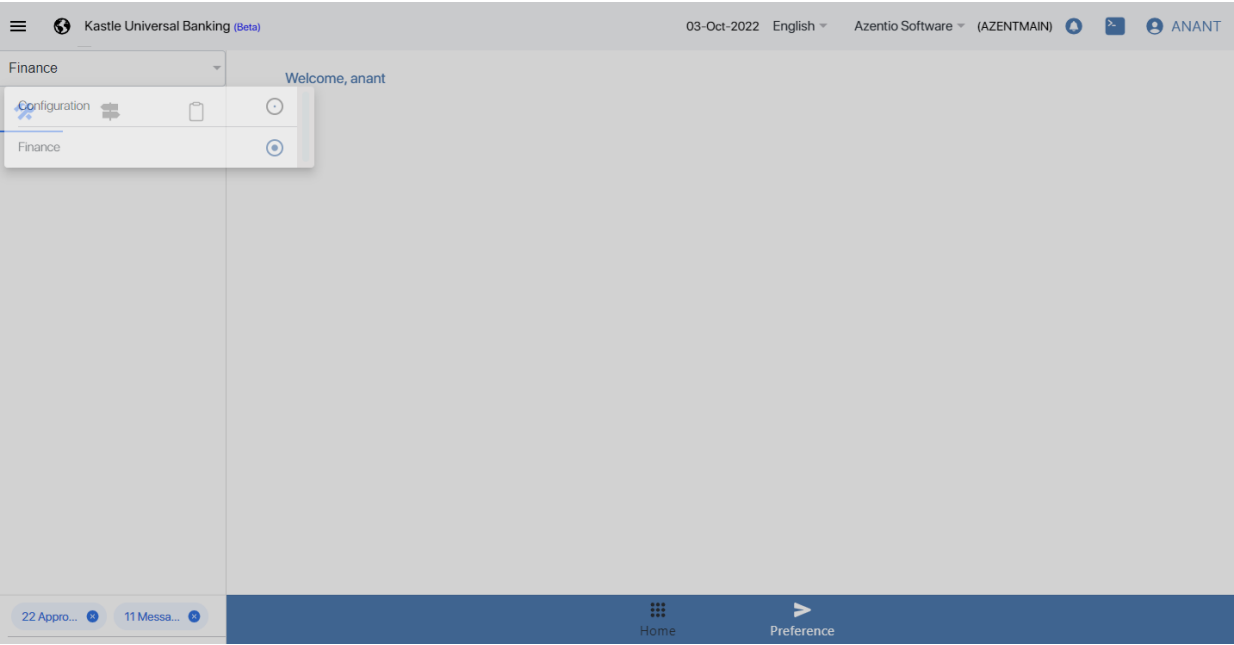 Kastle Universal Banking (Beta) 03-Oct-2022 English Azentio Software (AZENTMAIN) ANANT
Finance
Welcome, anant
Configuration
Finance
22 Appro... 11 Messa...
Home Preference